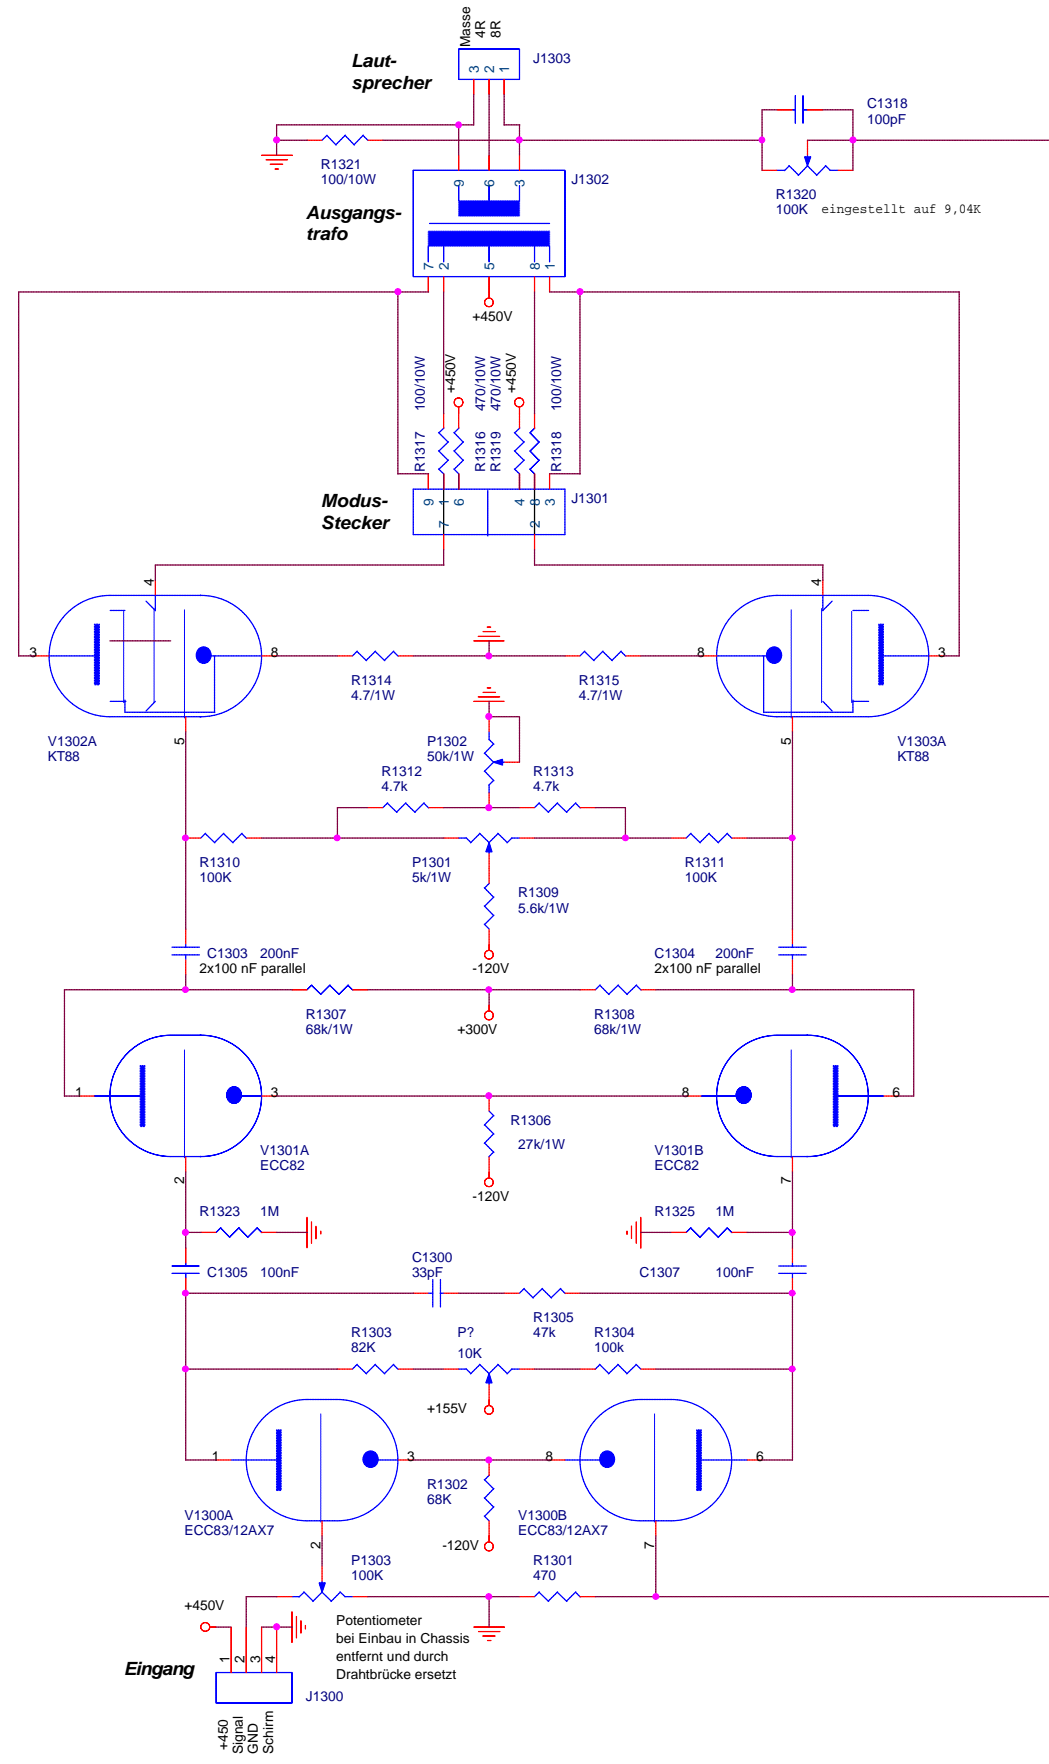 Masse
4R
8R
Laut-
sprecher
3
2
1
J1303
C1318
100pF
R1321
100/10W
R1320
100K
eingestellt auf 9,04K
9
6
3
J1302
Ausgangs-
trafo
7
2
5
8
1
+450V
100/10W
+450V
470/10W
470/10W
+450V
100/10W
R1317
R1316
R1319
R1318
Modus-
Stecker
9
1
6
4
8
3
7
2
J1301
4
4
3
8
8
3
R1314
4.7/1W
R1315
4.7/1W
V1302A
KT88
5
P1302
50k/1W
5
V1303A
KT88
R1312
4.7k
R1313
4.7k
R1310
100K
P1301
5k/1W
R1311
100K
R1309
5.6k/1W
C1303
200nF
2x100 nF parallel
-120V
C1304
200nF
2x100 nF parallel
R1307
68k/1W
+300V
R1308
68k/1W
1
3
8
6
R1306
27k/1W
V1301A
ECC82
V1301B
ECC82
2
7
-120V
R1323
1M
R1325
1M
C1305
100nF
C1300
33pF
C1307
100nF
R1305
47k
R1303
82K
P?
10K
R1304
100k
+155V
1
3
8
6
R1302
68K
V1300A
ECC83/12AX7
V1300B
ECC83/12AX7
2
-120V
7
P1303
100K
R1301
470
+450V
Potentiometer
bei Einbau in Chassis
entfernt und durch
Drahtbrücke ersetzt
Eingang
1
2
3
4
J1300
+450
Signal
GND
Schirm